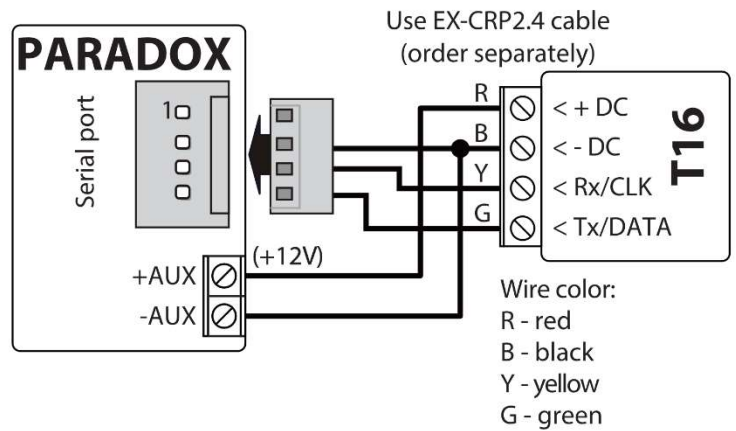 Use EX-CRP2.4 cable
(order separately)
PARADOX
Serial port
1
R
B
Y
G
< + DC
< - DC
< Rx/CLK
< Tx/DATA
T16
(+12V)
+AUX
-AUX
Wire color:
R - red
B - black
Y - yellow
G - green